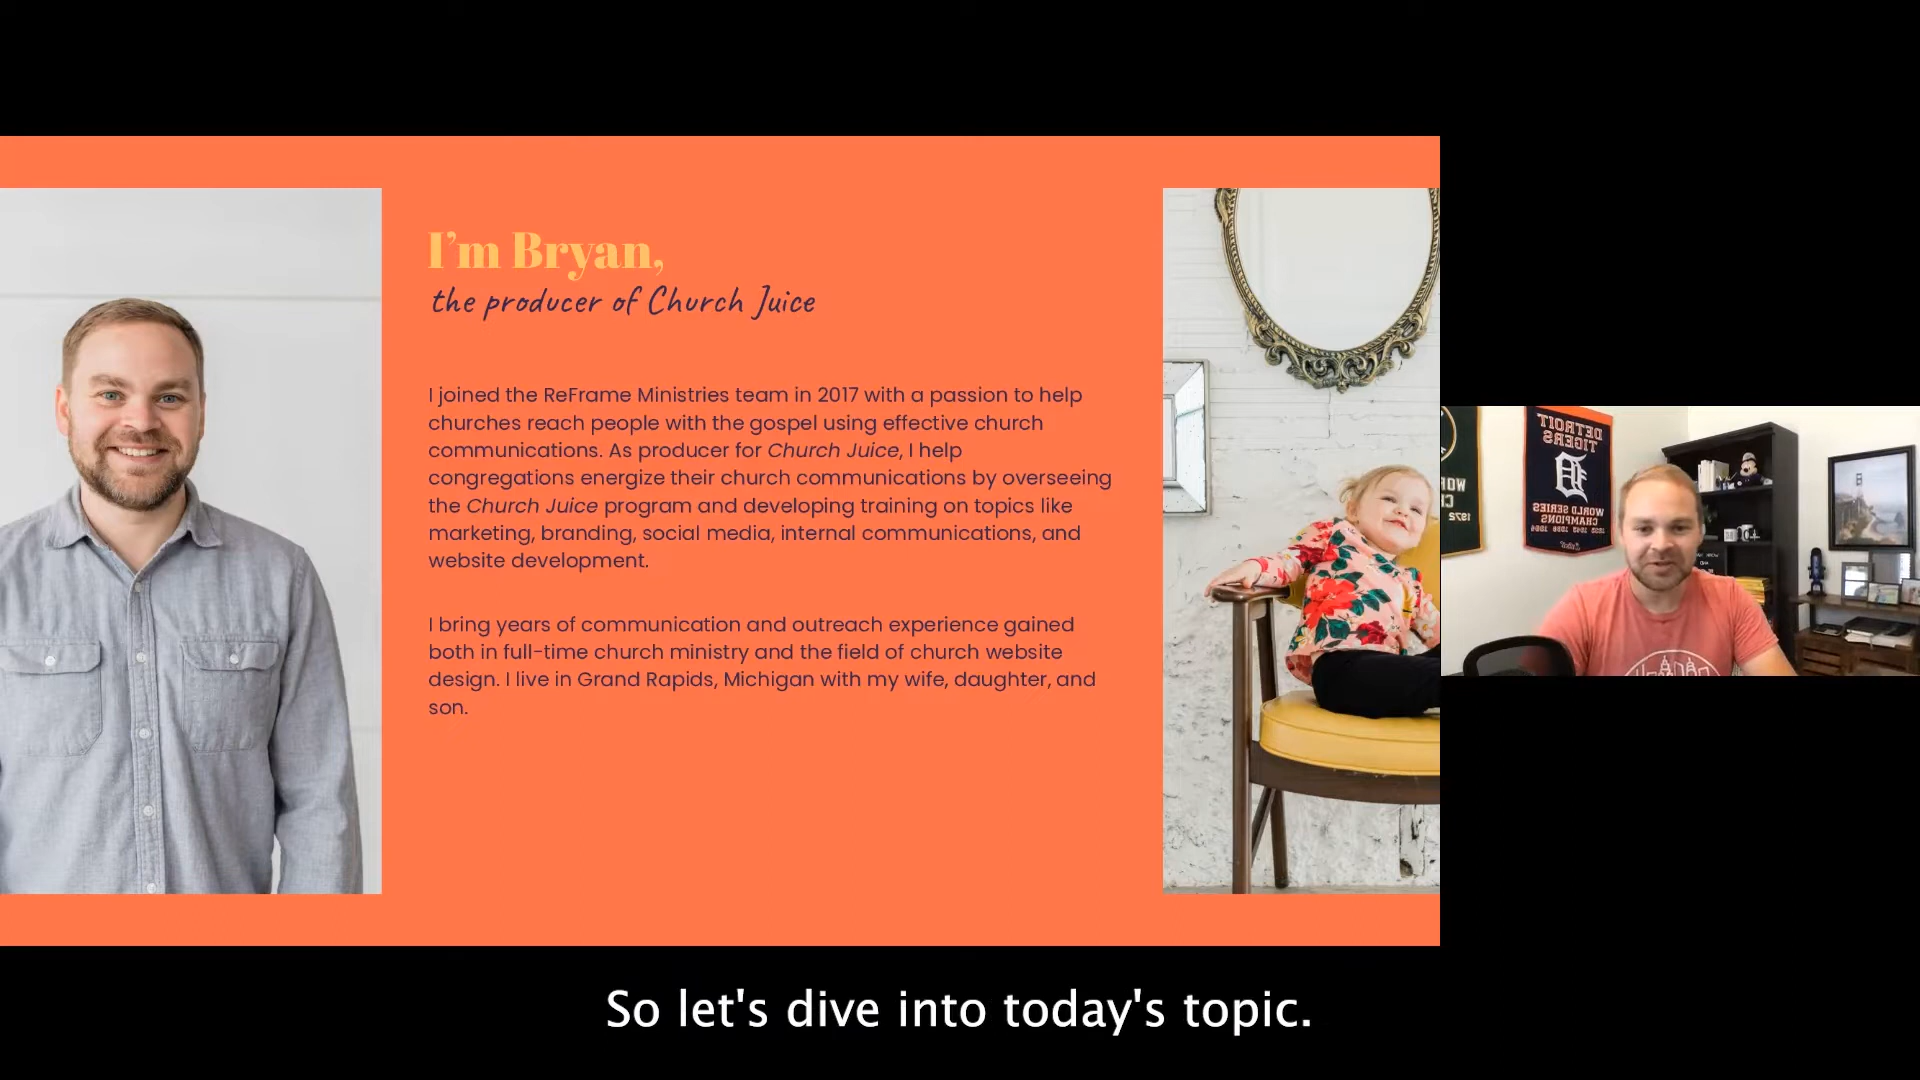 I'm Bryan,
the producer of Church Juice
I joined the ReFrame Ministries team in 2017 with a passion to help
churches reach people with the gospel using effective church
communications. As producer for Church Juice, I help
congregations energize their church communications by overseeing
the Church Juice program and developing training on topics like
marketing, branding, social media, internal communications, and
website development.
I bring years of communication and outreach experience gained
both in full-time church ministry and the field of church website
design. I live in Grand Rapids, Michigan with my wife, daughter, and
son.
DETROIT
TIGERS
WORLD SERIES
CHAMPIONS
So let's dive into today's topic.